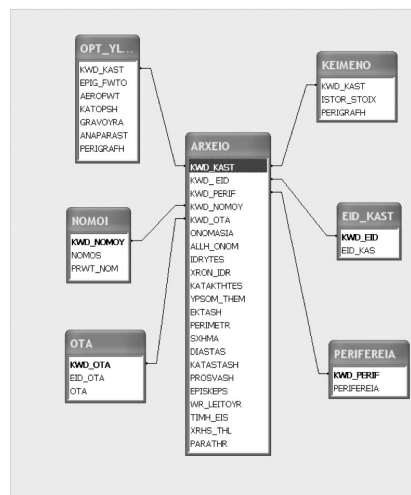 OPT_YL...
KWD_KAST
EPIG_FWTO
AEROFWT
KATOPSH
GRAVOYRA
ANAPARAST
PERIGRAFH
KEIMENO
KWD_KAST
ISTOR_STOIX
PERIGRAFH
ARXEIO
KWD_KAST
KWD_ EID
KWD_PERIF
KWD_NOMOY
KWD_OTA
ONOMASIA
ALLH_ONOM
IDRYTES
XRON_IDR
KATAKTHTES
YPSOM_THEM
EKTASH
PERIMETR
SXHMA
DIASTAS
KATASTASH
PROSVASH
EPISKEPS
WR_LEITOYR
TIMH_EIS
XRHS_THL
PARATHR
NOMOI
KWD_NOMOY
NOMOS
PRWT_NOM
EID_KAST
KWD_EID
EID_KAS
OTA
KWD_OTA
EID_OTA
OTA
PERIFEREIA
KWD_PERIF
PERIFEREIA